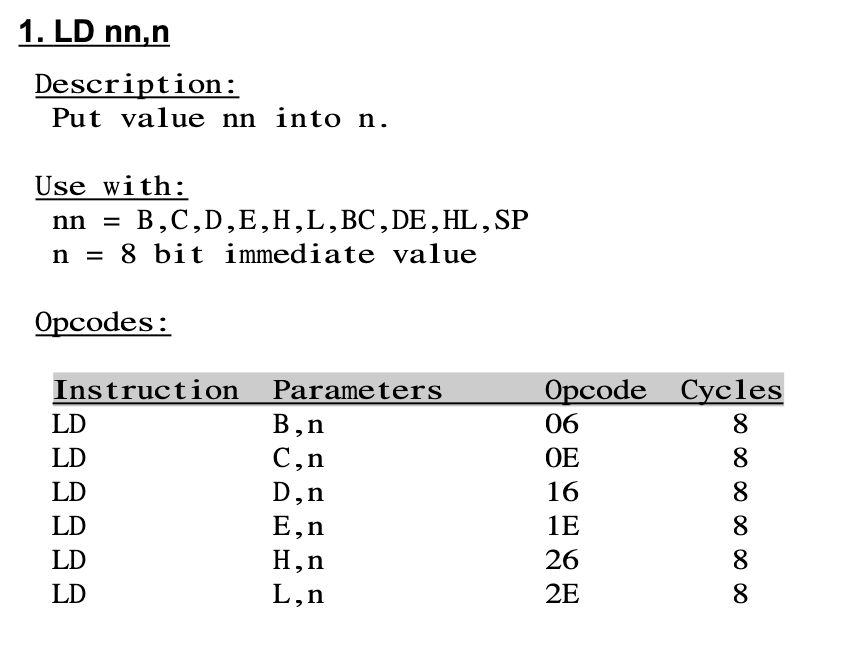 1. LD nn,n
Description:
Put value nn into n.
Use with:
nn = B,C,D,E,H,L,BC,DE,HL,SP
n = 8 bit immediate value
Opcodes:
Instruction Parameters Opcode Cycles
LD B,n 06 8
LD C,n 0E 8
LD D,n 16 8
LD E,n 1E 8
LD H,n 26 8
LD L,n 2E 8